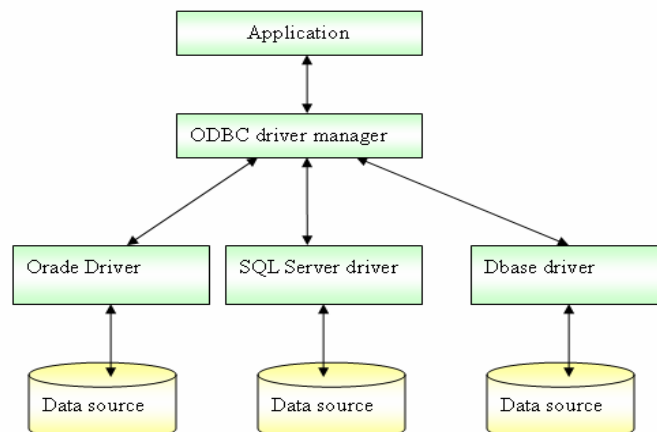 Application
ODBC driver manager
Orade Driver
SQL Server driver
Dbase driver
Data source
Data source
Data source